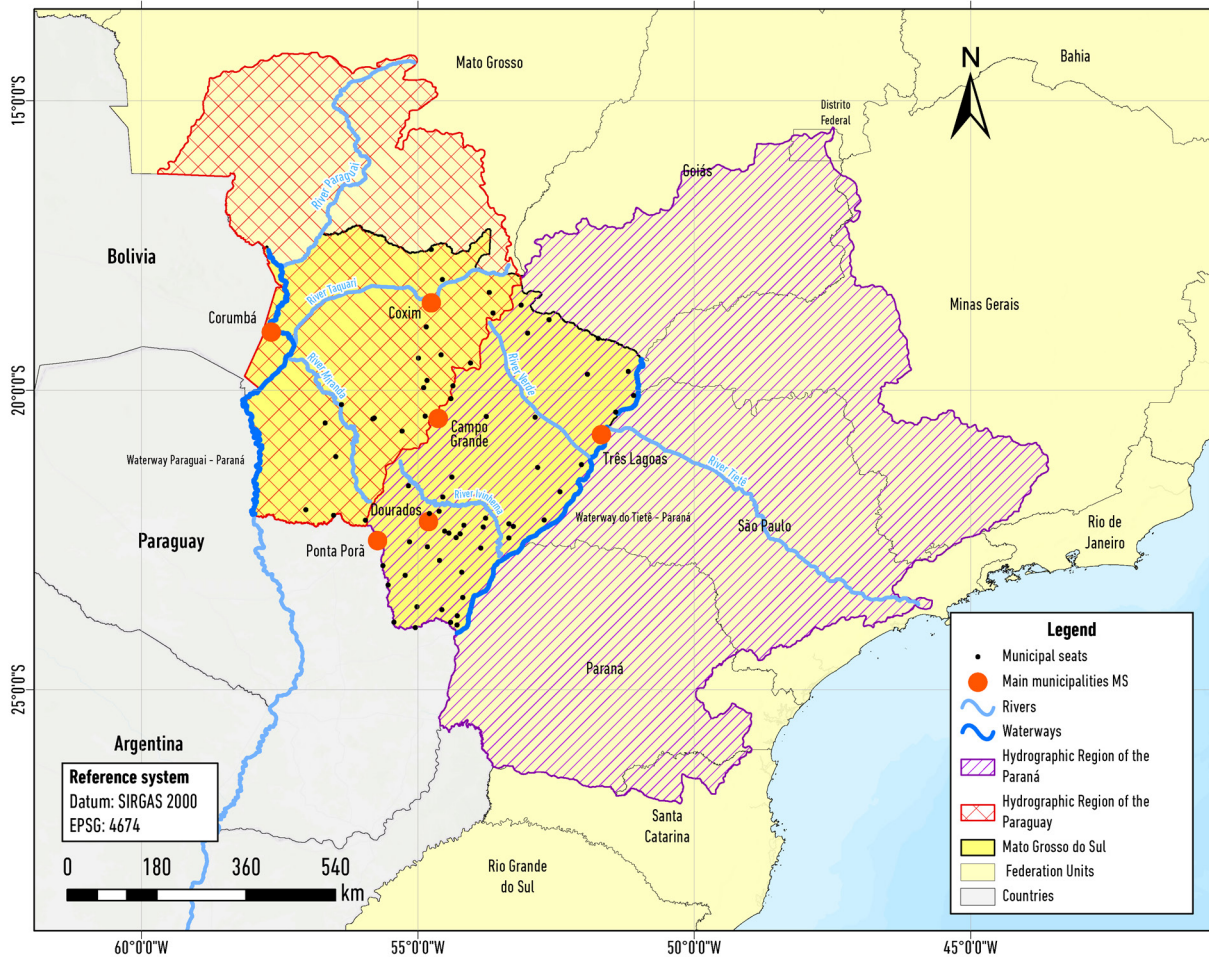 Mato Grosso
Bahia
N
Distrito
Federal
15°0'0"S
Goiás
River Paraguai
Bolivia
Minas Gerais
River Taquari
Corumbá
Coxim
River Verde
River Miranda
20°0'0"S
Campo
Grande
Três Lagoas
Waterway Paraguai - Paraná
River Tietê
River Ivinhema
Dourados
Waterway do Tietê - Paraná
São Paulo
Rio de
Janeiro
Paraguay
Ponta Porã
Paraná
25°0'0"S
Argentina
Santa
Catarina
Rio Grande
do Sul
Reference system
Datum: SIRGAS 2000
EPSG: 4674
0 180 360 540
km
Legend
Municipal seats
Main municipalities MS
Rivers
Waterways
Hydrographic Region of the
Paraná
Hydrographic Region of the
Paraguay
Mato Grosso do Sul
Federation Units
Countries
60°0'0"W 55°0'0"W 50°0'0"W 45°0'0"W